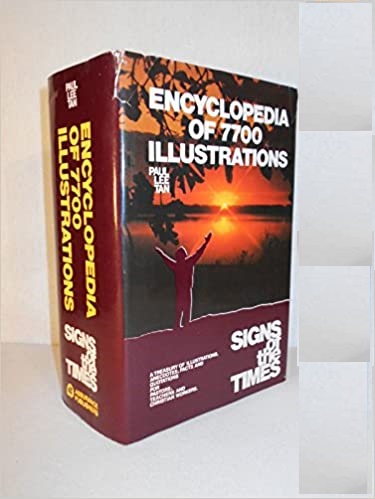 PAUL
LEE
TAN
ENCYCLOPEDIA
OF 7700
ILLUSTRATIONS
SIGNS
of the
TIMES
ENCYCLOPEDIA
OF 7700
ILLUSTRATIONS
PAUL
LEE
TAN
SIGNS
of the
TIMES
A TREASURY OF ILLUSTRATIONS,
ANECDOTES, FACTS AND
QUOTATIONS
FOR
PASTORS,
TEACHERS AND
CHRISTIAN WORKERS.